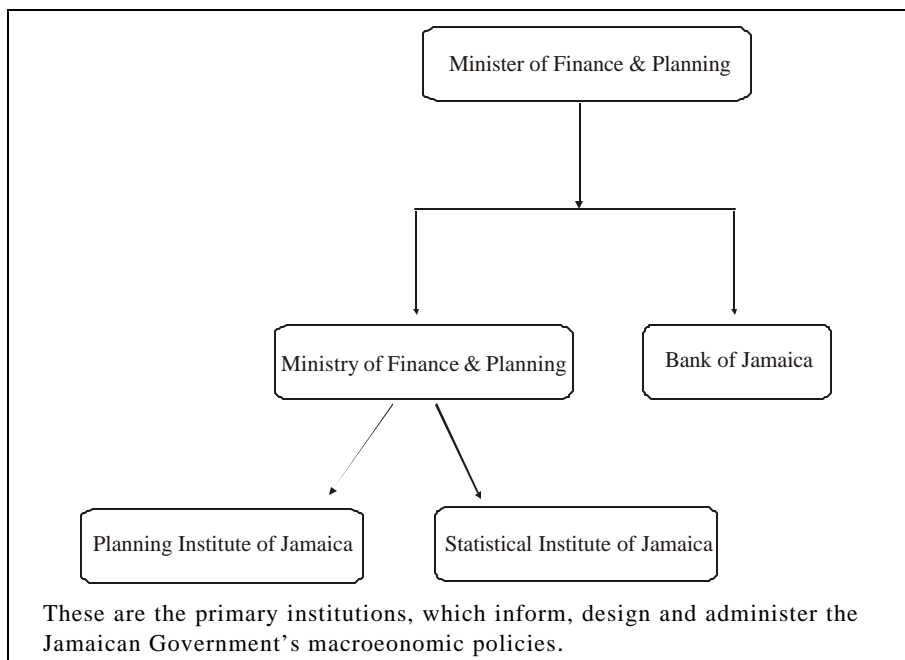 Minister of Finance & Planning
Ministry of Finance & Planning
Bank of Jamaica
Planning Institute of Jamaica
Statistical Institute of Jamaica
These are the primary institutions, which inform, design and administer the
Jamaican Government’s macroeonomic policies.